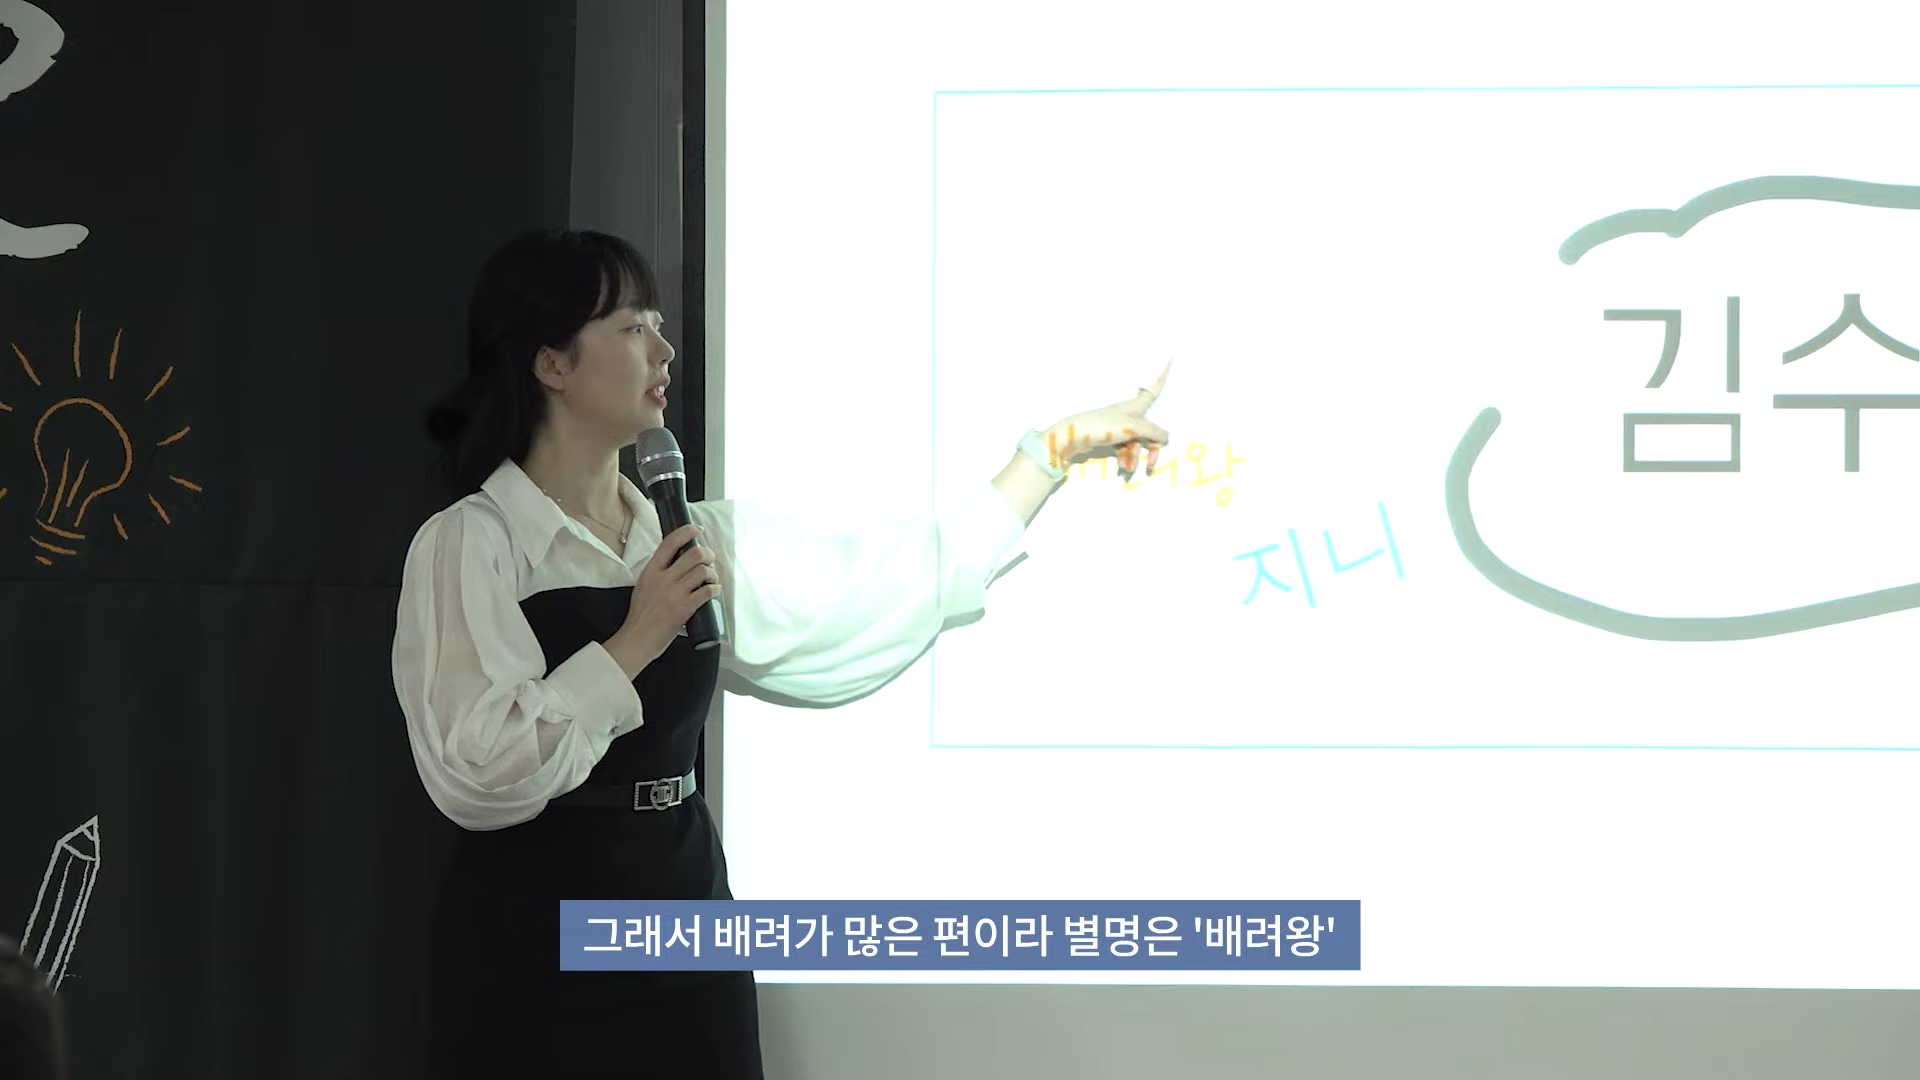 김수
배려왕
지니
그래서 배려가 많은 편이라 별명은 '배려왕'